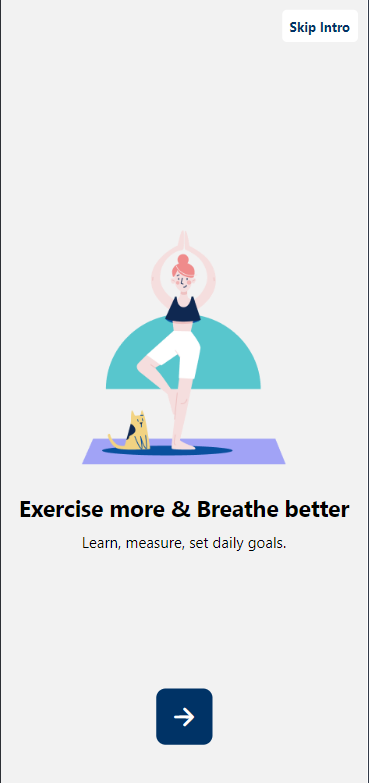 Skip Intro
Exercise more & Breathe better
Learn, measure, set daily goals.